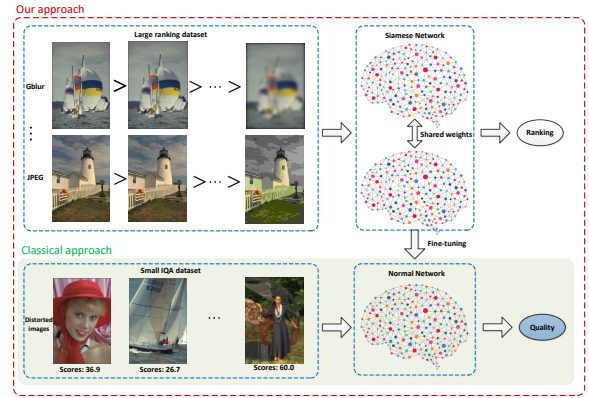 Our approach
Large ranking dataset
Siamese Network
Gblur
> > ... >
Shared weights
Ranking
JPEG
> > ... >
Fine-tuning
Classical approach
Small IQA dataset
Normal Network
Distorted
images
...
Quality
Scores: 36.9
Scores: 26.7
Scores: 60.0